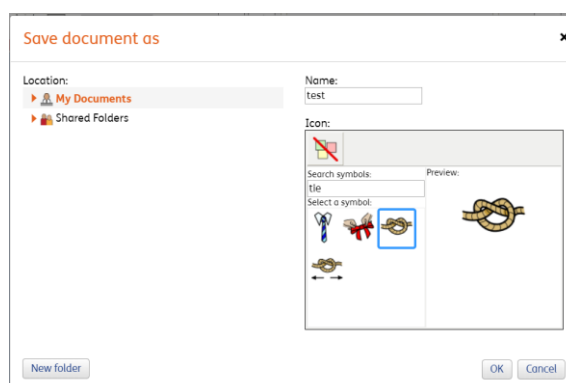 Save document as
Location:
My Documents
Shared Folders
Name:
test
Icon:
Search symbols:
tie
Select a symbol:
Preview:
New folder
OK
Cancel